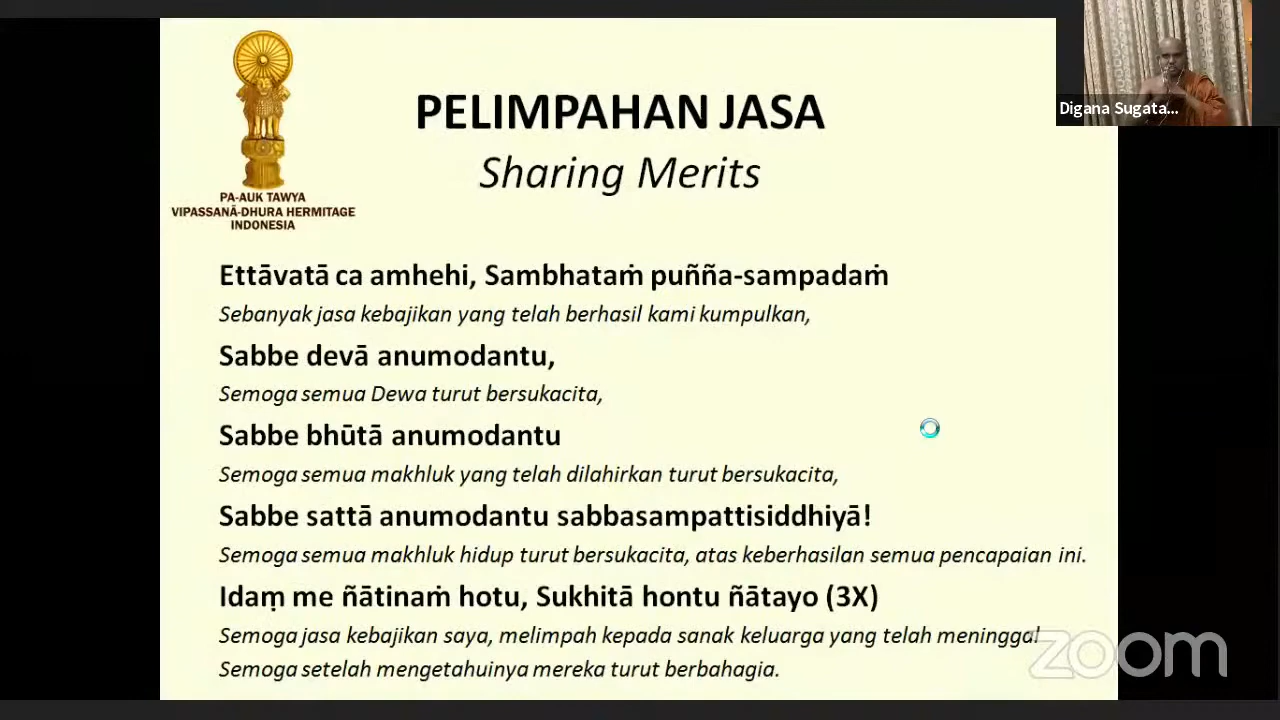 PELIMPAHAN JASA
Sharing Merits
PA-AUK TAWYA
VIPASSANĀ-DHURA HERMITAGE
INDONESIA
Digana Sugata...
Ettāvatā ca amhehi, Sambhataṁ puñña-sampadaṁ
Sebanyak jasa kebajikan yang telah berhasil kami kumpulkan,
Sabbe devā anumodantu,
Semoga semua Dewa turut bersukacita,
Sabbe bhūtā anumodantu
Semoga semua makhluk yang telah dilahirkan turut bersukacita,
Sabbe sattā anumodantu sabbasampattisiddhiyā!
Semoga semua makhluk hidup turut bersukacita, atas keberhasilan semua pencapaian ini.
Idaṃ me ñātinaṁ hotu, Sukhitā hontu ñātayo (3X)
Semoga jasa kebajikan saya, melimpah kepada sanak keluarga yang telah meninggal
Semoga setelah mengetahuinya mereka turut berbahagia.
zoom